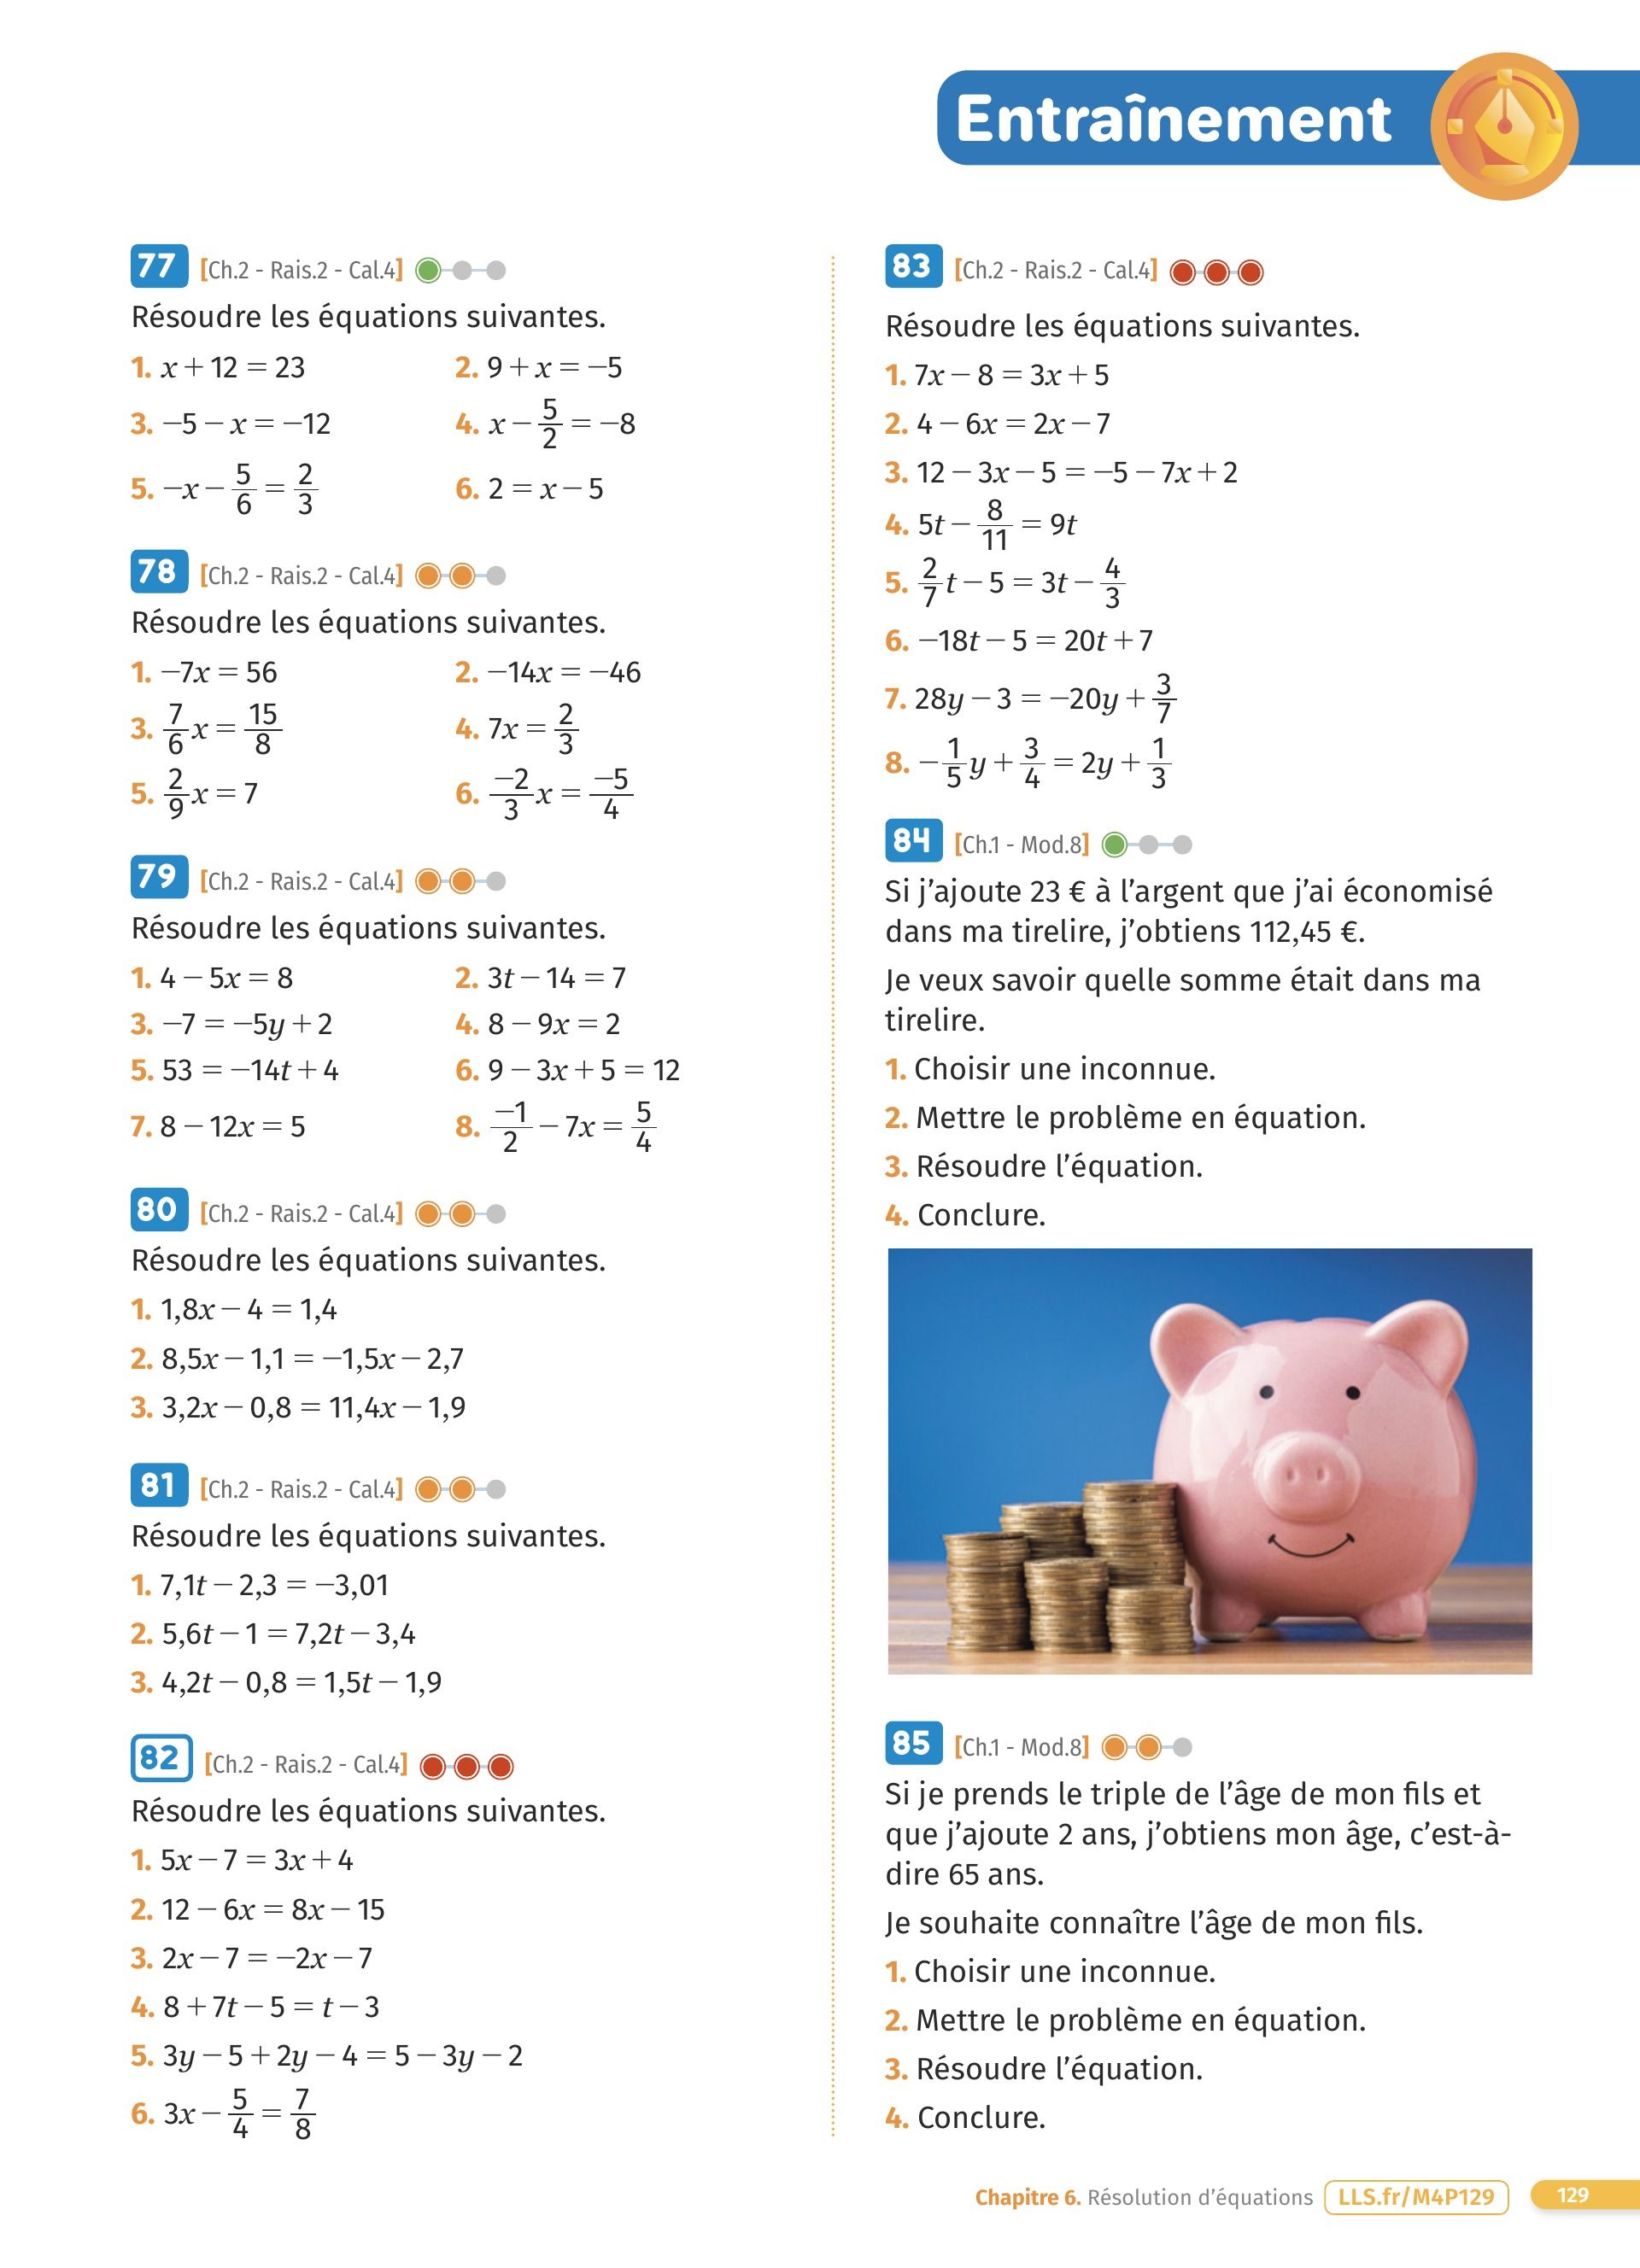 Entraînement
77 [Ch.2 - Rais.2 - Cal.4]
Résoudre les équations suivantes.
1. x + 12 = 23 2. 9 + x = −5
3. −5 − x = −12 4. x − 5/2 = −8
5. −x − 5/6 = 2/3 6. 2 = x − 5
78 [Ch.2 - Rais.2 - Cal.4]
Résoudre les équations suivantes.
1. −7x = 56 2. −14x = −46
3. 7/6 x = 15/8 4. 7x = 2/3
5. 2/9 x = 7 6. −2/3 x = −5/4
79 [Ch.2 - Rais.2 - Cal.4]
Résoudre les équations suivantes.
1. 4 − 5x = 8 2. 3t − 14 = 7
3. −7 = −5y + 2 4. 8 − 9x = 2
5. 53 = −14t + 4 6. 9 − 3x + 5 = 12
7. 8 − 12x = 5 8. −1/2 − 7x = 5/4
80 [Ch.2 - Rais.2 - Cal.4]
Résoudre les équations suivantes.
1. 1,8x − 4 = 1,4
2. 8,5x − 1,1 = −1,5x − 2,7
3. 3,2x − 0,8 = 11,4x − 1,9
81 [Ch.2 - Rais.2 - Cal.4]
Résoudre les équations suivantes.
1. 7,1t − 2,3 = −3,01
2. 5,6t − 1 = 7,2t − 3,4
3. 4,2t − 0,8 = 1,5t − 1,9
82 [Ch.2 - Rais.2 - Cal.4]
Résoudre les équations suivantes.
1. 5x − 7 = 3x + 4
2. 12 − 6x = 8x − 15
3. 2x − 7 = −2x − 7
4. 8 + 7t − 5 = t − 3
5. 3y − 5 + 2y − 4 = 5 − 3y − 2
6. 3x − 5/4 = 7/8
83 [Ch.2 - Rais.2 - Cal.4]
Résoudre les équations suivantes.
1. 7x − 8 = 3x + 5
2. 4 − 6x = 2x − 7
3. 12 − 3x − 5 = −5 − 7x + 2
4. 5t − 8/11 = 9t
5. 2/7 t − 5 = 3t − 4/3
6. −18t − 5 = 20t + 7
7. 28y − 3 = −20y + 3/7
8. −1/5 y + 3/4 = 2y + 1/3
84 [Ch.1 - Mod.8]
Si j’ajoute 23 € à l’argent que j’ai économisé
dans ma tirelire, j’obtiens 112,45 €.
Je veux savoir quelle somme était dans ma
tirelire.
1. Choisir une inconnue.
2. Mettre le problème en équation.
3. Résoudre l’équation.
4. Conclure.
85 [Ch.1 - Mod.8]
Si je prends le triple de l’âge de mon fils et
que j’ajoute 2 ans, j’obtiens mon âge, c’est-à-
dire 65 ans.
Je souhaite connaître l’âge de mon fils.
1. Choisir une inconnue.
2. Mettre le problème en équation.
3. Résoudre l’équation.
4. Conclure.
Chapitre 6. Résolution d’équations LLS.fr/M4P129 129